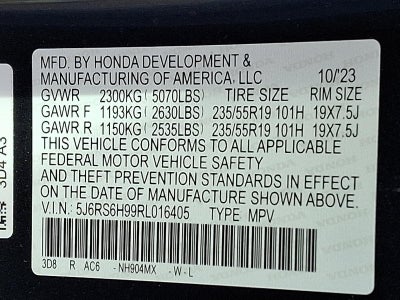 MFD. BY HONDA DEVELOPMENT &
MANUFACTURING OF AMERICA, LLC 10/'23
GVWR 2300KG (5070LBS) TIRE SIZE RIM SIZE
GAWR F 1193KG (2630LBS) 235/55R19 101H 19X7.5J
GAWR R 1150KG (2535LBS) 235/55R19 101H 19X7.5J
THIS VEHICLE CONFORMS TO ALL APPLICABLE
FEDERAL MOTOR VEHICLE SAFETY
AND THEFT PREVENTION STANDARDS IN EFFECT
ON THE DATE OF MANUFACTURE SHOWN ABOVE.
V.I.N.: 5J6RS6H99RL016405 TYPE: MPV
3D8 R AC6 - NH904MX - W - L
3D4 A3